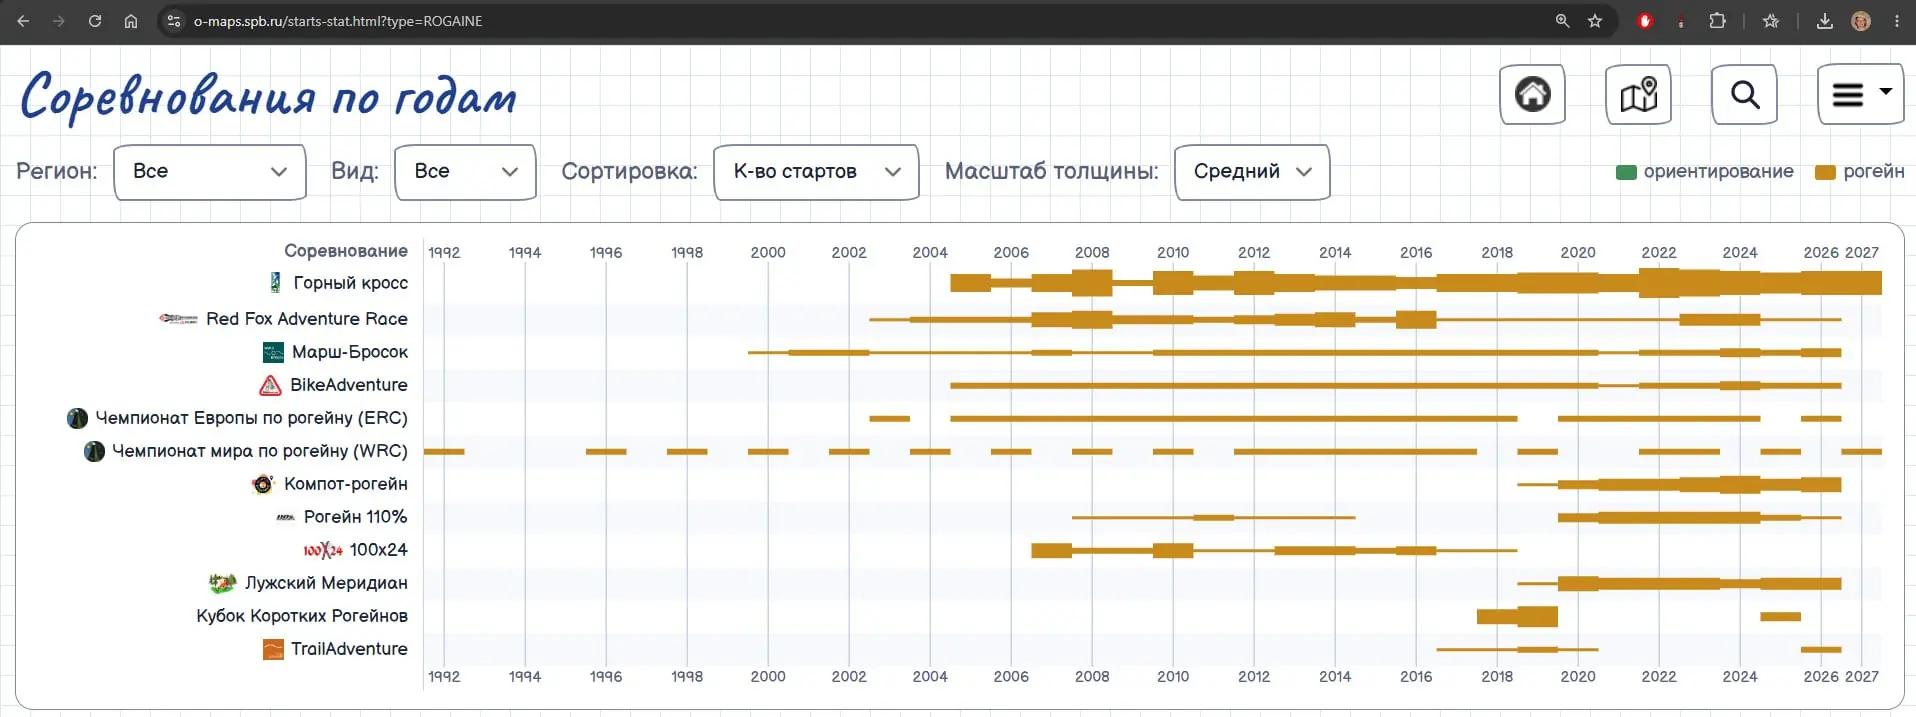 o-maps.spb.ru/starts-stat.html?type=ROGAINE
Соревнования по годам
Регион: Все Вид: Все Сортировка: К-во стартов Масштаб толщины: Средний ориентирование рогейн
Соревнование 1992 1994 1996 1998 2000 2002 2004 2006 2008 2010 2012 2014 2016 2018 2020 2022 2024 2026 2027
Горный кросс
Red Fox Adventure Race
Марш-Бросок
BikeAdventure
Чемпионат Европы по рогейну (ERC)
Чемпионат мира по рогейну (WRC)
Компот-рогейн
Рогейн 110%
100X24 100x24
Лужский Меридиан
Кубок Коротких Рогейнов
TrailAdventure
1992 1994 1996 1998 2000 2002 2004 2006 2008 2010 2012 2014 2016 2018 2020 2022 2024 2026 2027